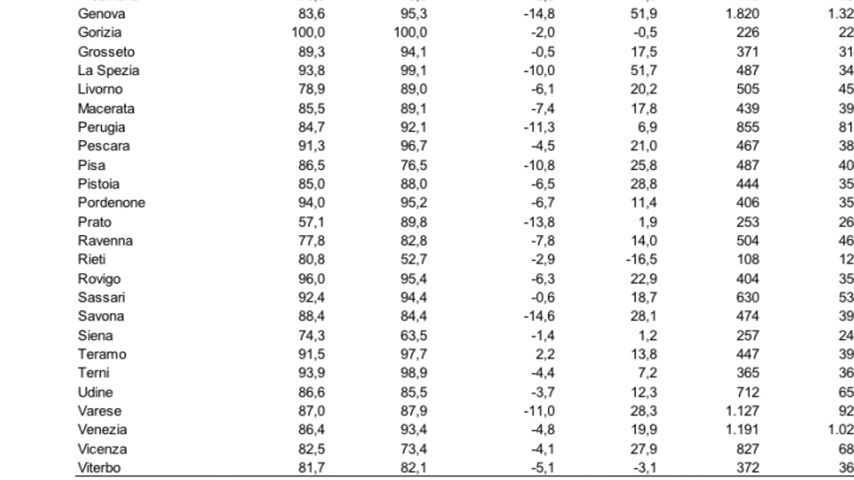 Genova 83,6 95,3 -14,8 51,9 1.820 1.32
Gorizia 100,0 100,0 -2,0 -0,5 226 22
Grosseto 89,3 94,1 -0,5 17,5 371 31
La Spezia 93,8 99,1 -10,0 51,7 487 34
Livorno 78,9 89,0 -6,1 20,2 505 45
Macerata 85,5 89,1 -7,4 17,8 439 39
Perugia 84,7 92,1 -11,3 6,9 855 81
Pescara 91,3 96,7 -4,5 21,0 467 38
Pisa 86,5 76,5 -10,8 25,8 487 40
Pistoia 85,0 88,0 -6,5 28,8 444 35
Pordenone 94,0 95,2 -6,7 11,4 406 35
Prato 57,1 89,8 -13,8 1,9 253 26
Ravenna 77,8 82,8 -7,8 14,0 504 46
Rieti 80,8 52,7 -2,9 -16,5 108 12
Rovigo 96,0 95,4 -6,3 22,9 404 35
Sassari 92,4 94,4 -0,6 18,7 630 53
Savona 88,4 84,4 -14,6 28,1 474 39
Siena 74,3 63,5 -1,4 1,2 257 24
Teramo 91,5 97,7 2,2 13,8 447 39
Terni 93,9 98,9 -4,4 7,2 365 36
Udine 86,6 85,5 -3,7 12,3 712 65
Varese 87,0 87,9 -11,0 28,3 1.127 92
Venezia 86,4 93,4 -4,8 19,9 1.191 1.02
Vicenza 82,5 73,4 -4,1 27,9 827 68
Viterbo 81,7 82,1 -5,1 -3,1 372 36